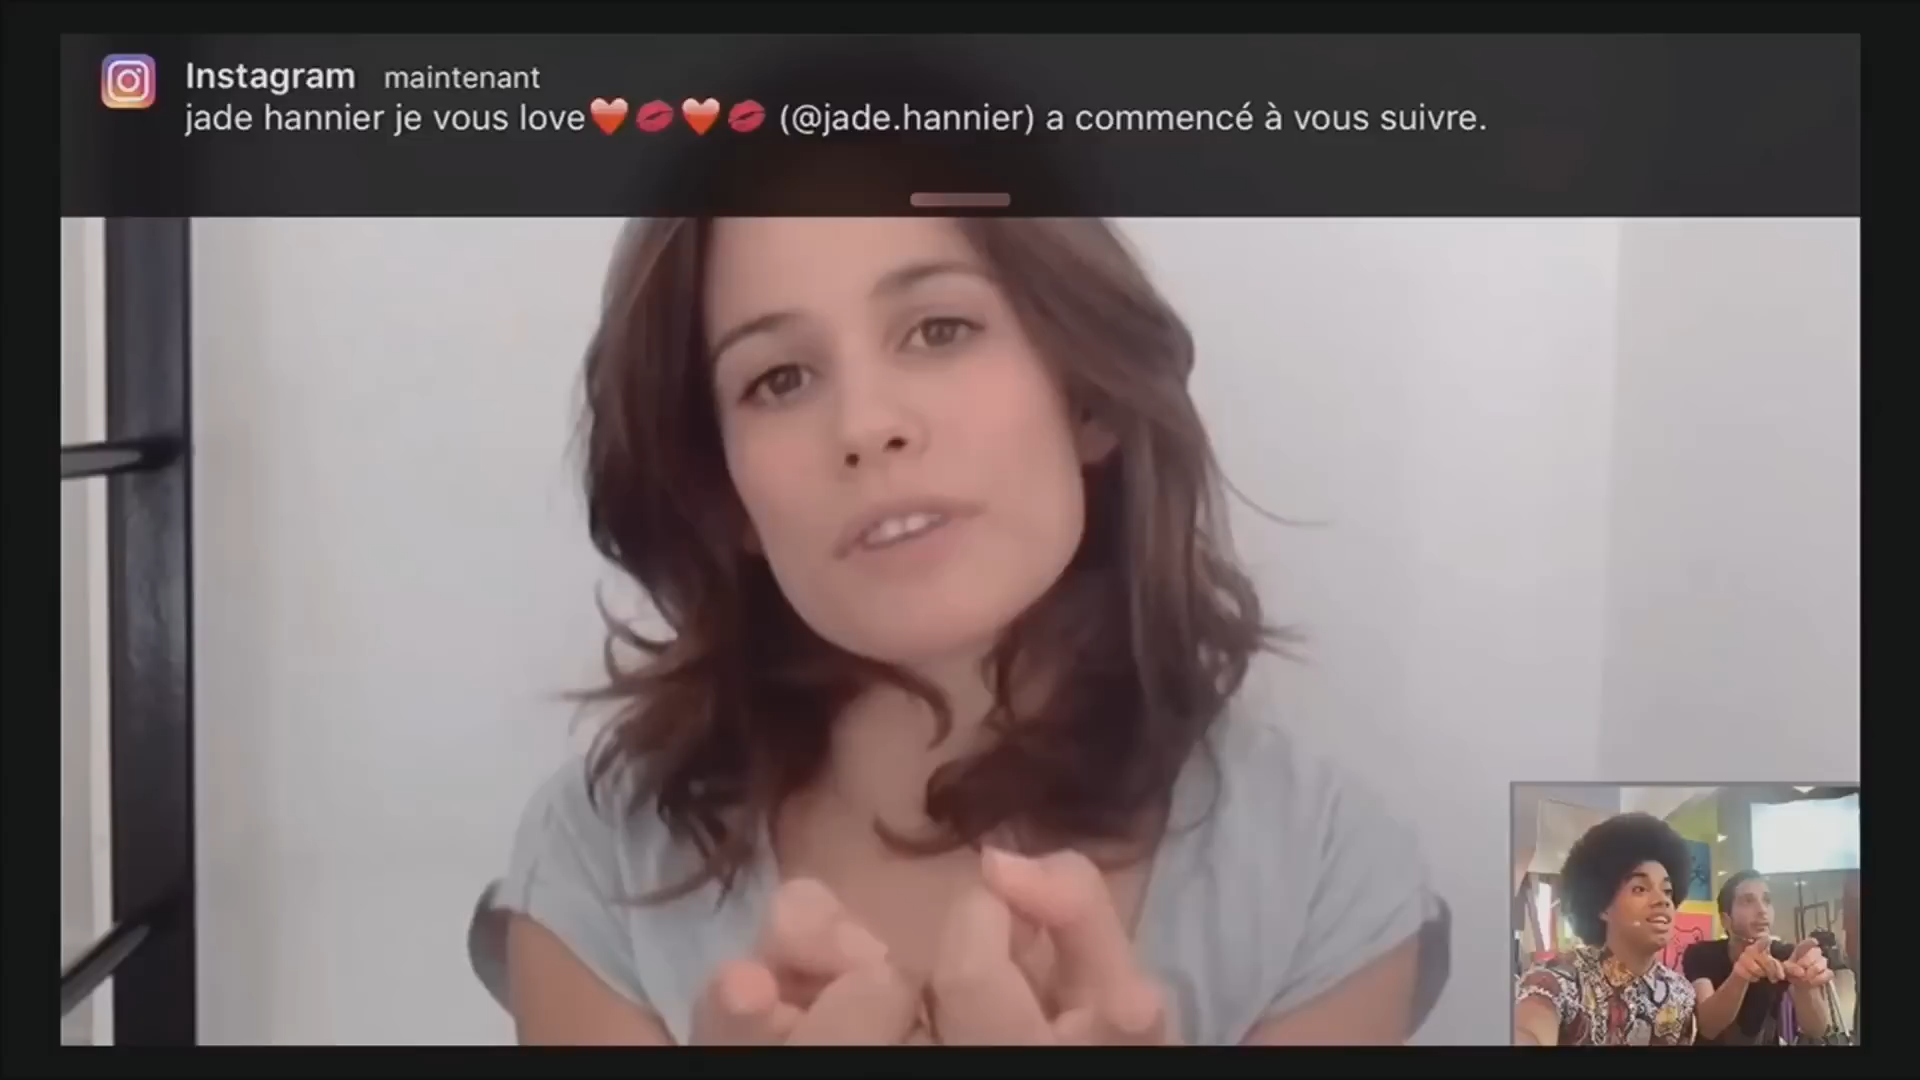 Instagram maintenant
jade hannier je vous love❤️💋❤️💋 (@jade.hannier) a commencé à vous suivre.